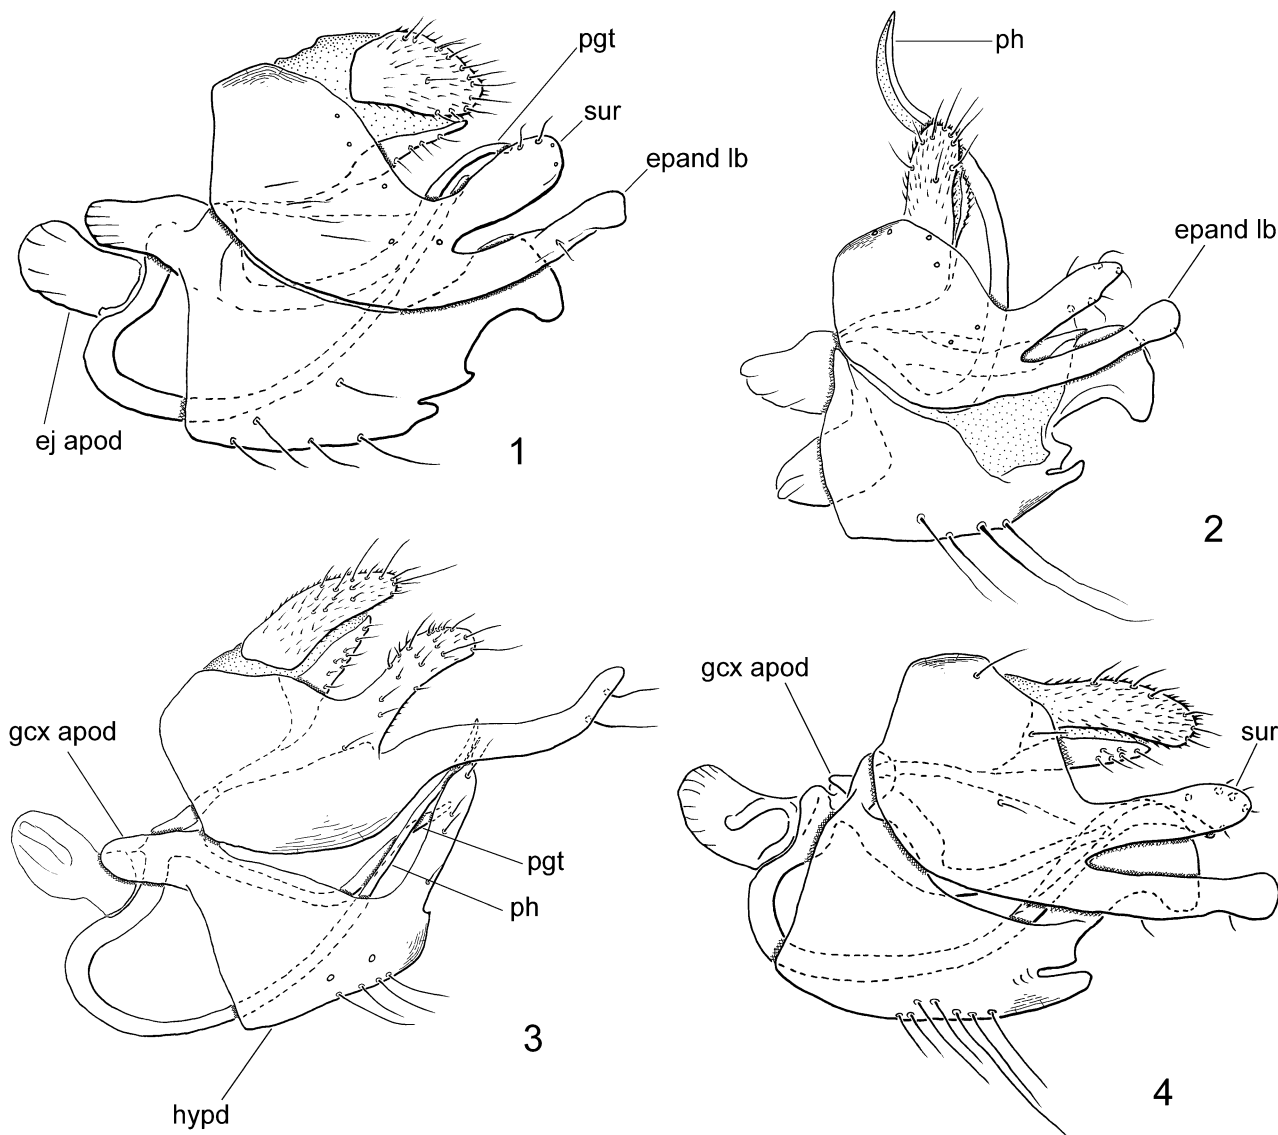 pgt
sur
epand lb
ej apod
1
ph
epand lb
2
gcx apod
pgt
ph
hypd
3
gcx apod
sur
4